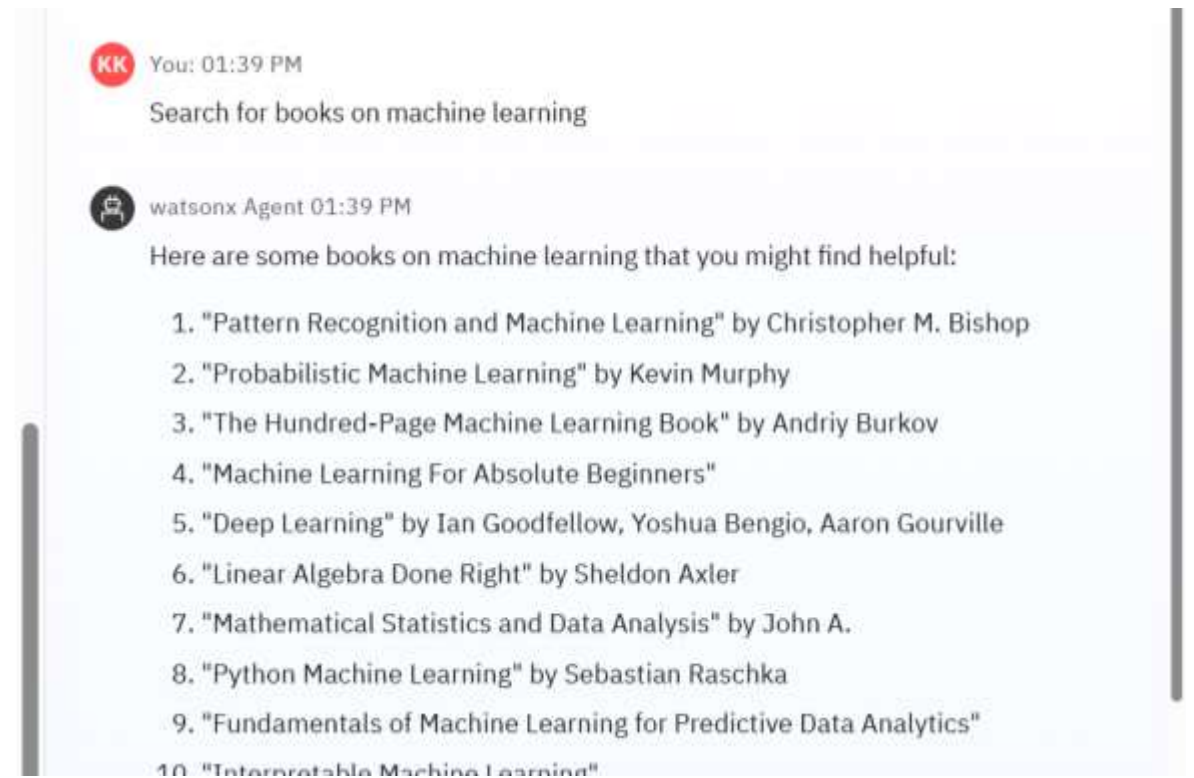 KK You: 01:39 PM
Search for books on machine learning
watsonx Agent 01:39 PM
Here are some books on machine learning that you might find helpful:
1. "Pattern Recognition and Machine Learning" by Christopher M. Bishop
2. "Probabilistic Machine Learning" by Kevin Murphy
3. "The Hundred-Page Machine Learning Book" by Andriy Burkov
4. "Machine Learning For Absolute Beginners"
5. "Deep Learning" by Ian Goodfellow, Yoshua Bengio, Aaron Gourville
6. "Linear Algebra Done Right" by Sheldon Axler
7. "Mathematical Statistics and Data Analysis" by John A.
8. "Python Machine Learning" by Sebastian Raschka
9. "Fundamentals of Machine Learning for Predictive Data Analytics"
10. "Interpretable Machine Learning"